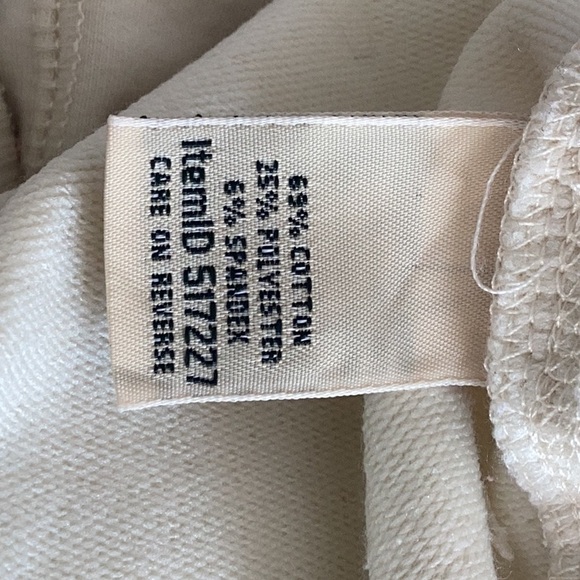 69% COTTON
25% POLYESTER
6% SPANDEX
ItemID 517227
CARE ON REVERSE